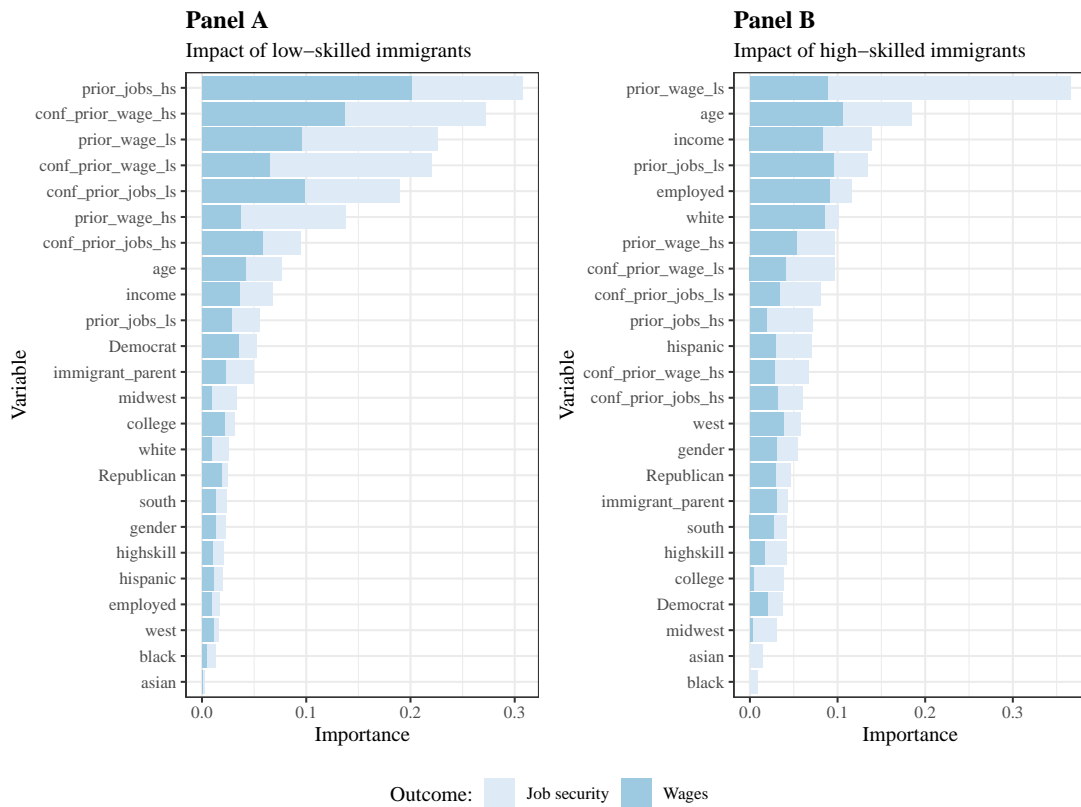 Panel A
Impact of low−skilled immigrants
Variable
prior_jobs_hs
conf_prior_wage_hs
prior_wage_ls
conf_prior_wage_ls
conf_prior_jobs_ls
prior_wage_hs
conf_prior_jobs_hs
age
income
prior_jobs_ls
Democrat
immigrant_parent
midwest
college
white
Republican
south
gender
highskill
hispanic
employed
west
black
asian
0.0 0.1 0.2 0.3
Importance
Panel B
Impact of high−skilled immigrants
Variable
prior_wage_ls
age
income
prior_jobs_ls
employed
white
prior_wage_hs
conf_prior_wage_ls
conf_prior_jobs_ls
prior_jobs_hs
hispanic
conf_prior_wage_hs
conf_prior_jobs_hs
west
gender
Republican
immigrant_parent
south
highskill
college
Democrat
midwest
asian
black
0.0 0.1 0.2 0.3
Importance
Outcome: Job security Wages